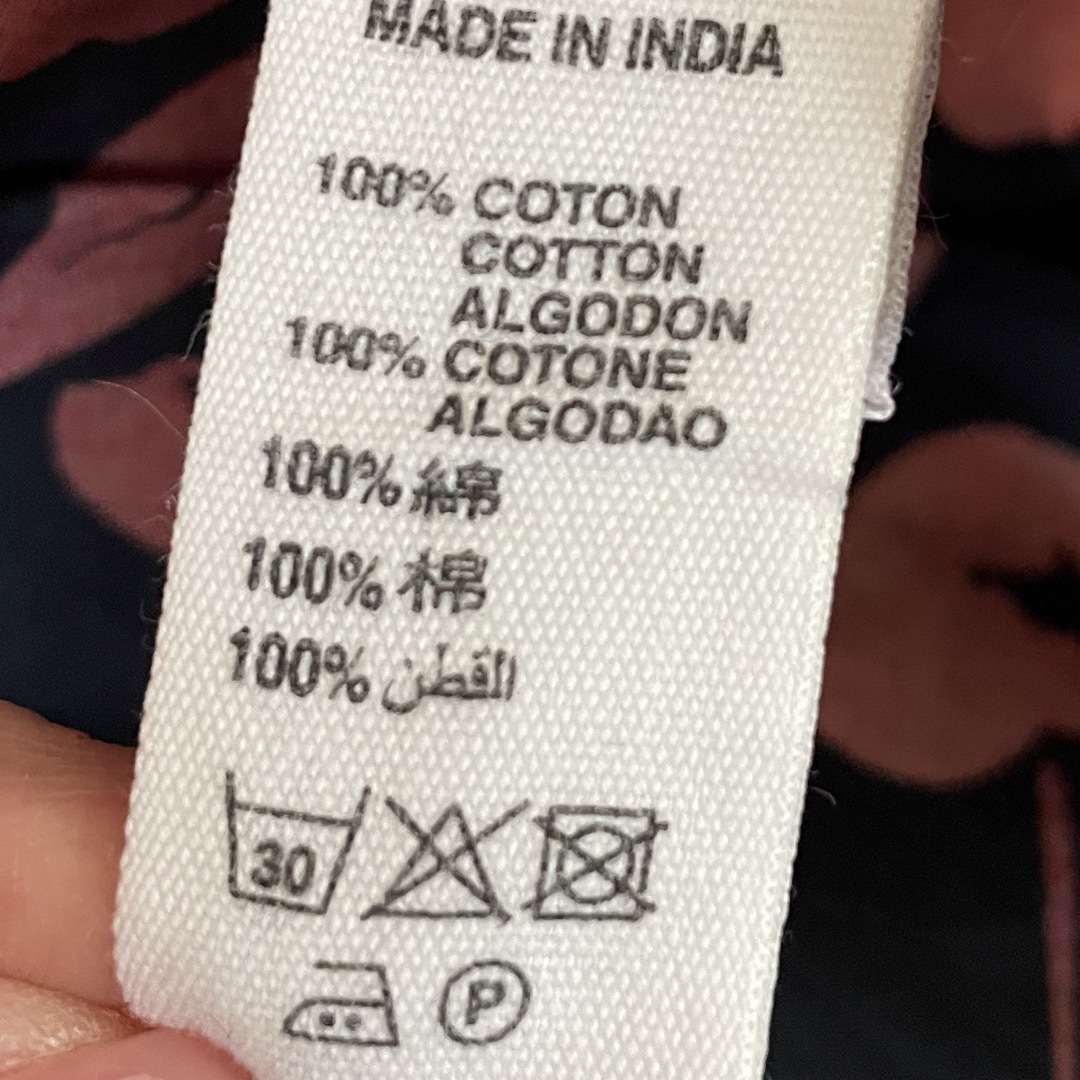 MADE IN INDIA
100% COTON
COTTON
ALGODON
100% COTONE
ALGODAO
100% 綿
100% 棉
100% القطن
30
P